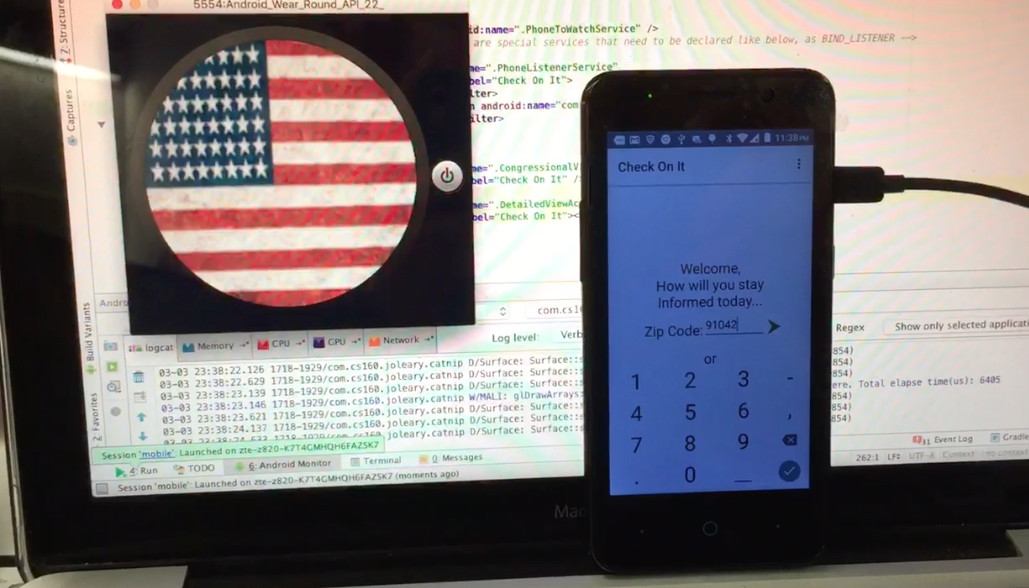 5554:Android_Wear_Round_API_22_
Z: Structure
Captures
Build Variants
2: Favorites
id:name=".PhoneToWatchService" />
are special services that need to be declared like below, as BIND_LISTENER -->
me=".PhoneListenerService"
bel="Check On It">
lter>
n android:name="com
ilter>
me=".CongressionalV
bel="Check On It" /
me=".DetailedViewAc
bel="Check On It"><
11:38 PM
Check On It
Welcome,
How will you stay
Informed today...
Zip Code: 91042
or
1 2 3 -
4 5 6 ,
7 8 9
. 0 _
Andro
com.cs16
logcat Memory CPU GPU Network Log level: Verb
Regex Show only selected applicati
03-03 23:38:22.126 1718-1929/com.cs160.joleary.catnip D/Surface: Surface::s
03-03 23:38:22.629 1718-1929/com.cs160.joleary.catnip D/Surface: Surface::s
03-03 23:38:23.139 1718-1929/com.cs160.joleary.catnip D/Surface: Surface::s
03-03 23:38:23.146 1718-1929/com.cs160.joleary.catnip W/MALI: glDrawArrays:
03-03 23:38:23.621 1718-1929/com.cs160.joleary.catnip D/Surface: Surface::s
03-03 23:38:24.137 1718-1929/com.cs160.joleary.catnip D/Surface: Surface::s
854)
854)
854)
ere. Total elapse time(us): 6405
854)
854)
Session 'mobile': Launched on zte-z820-K7T4GMHQH6FAZSK7
4: Run TODO 6: Android Monitor Terminal 0: Messages
31 Event Log Gradle
Session 'mobile': Launched on zte-z820-K7T4GMHQH6FAZSK7 (moments ago)
262:1 LF: UTF-8 Context:
Mac